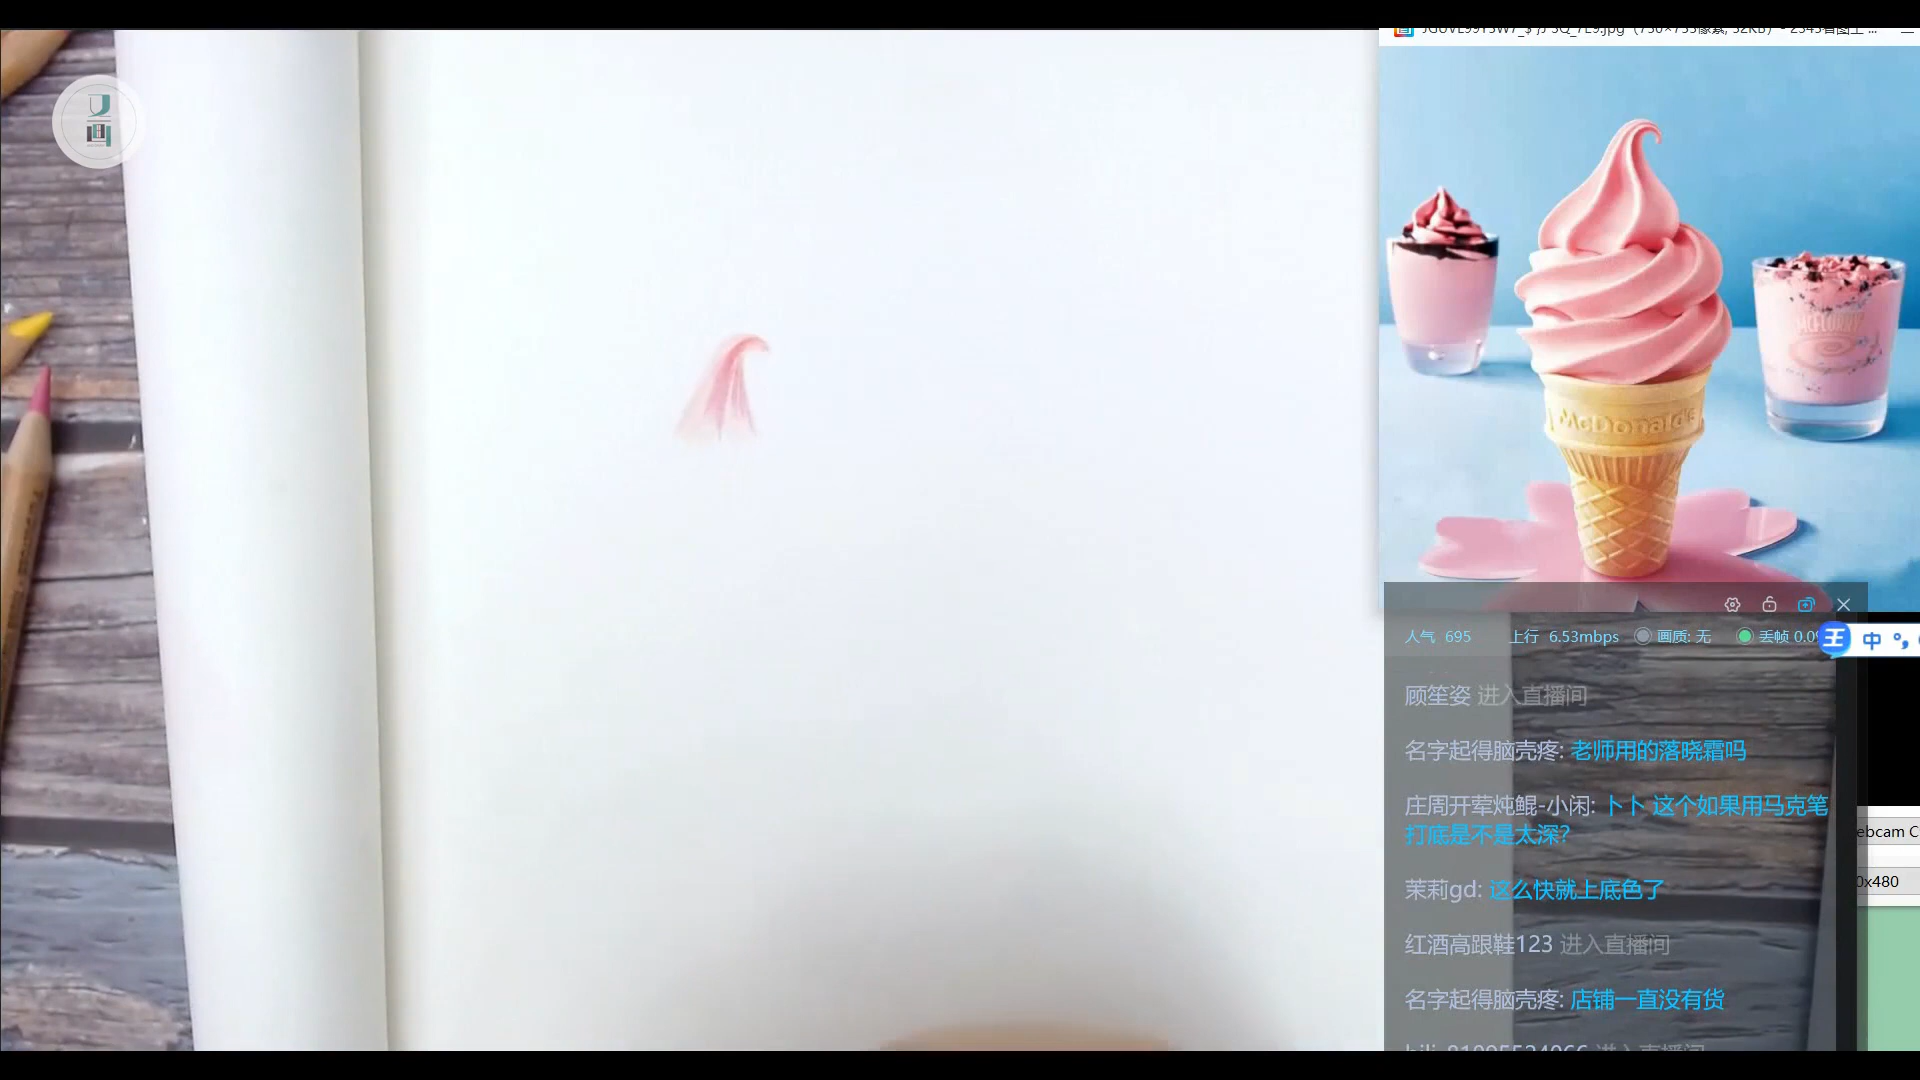 McDonald's
MCFLURRY
人气 695 上行 6.53mbps 画质: 无 丢帧
王 中
顾笙姿 进入直播间
名字起得脑壳疼: 老师用的落晓霜吗
庄周开荤炖鲲-小闲: 卜卜 这个如果用马克笔
打底是不是太深?
ebcam C
茉莉gd: 这么快就上底色了
0x480
红酒高跟鞋123 进入直播间
名字起得脑壳疼: 店铺一直没有货